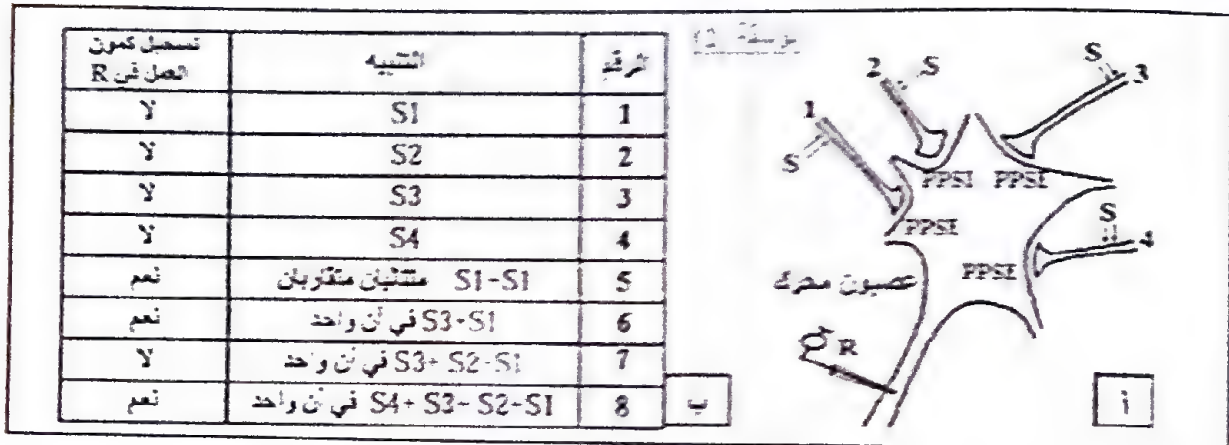 الرقم التنبيه تسجيل كمون العمل في R
1 S1 لا
2 S2 لا
3 S3 لا
4 S4 لا
5 S1-S1 متتاليان متقاربان نعم
6 S3+S1 في آن واحد نعم
7 S3+ S2-S1 في آن واحد لا
8 S4+ S3- S2-S1 في آن واحد نعم
ب
2 S
S 3
1
S
PPSI PPSE
PPSE
S
4
PPSE
عصبون محرك
R
أ